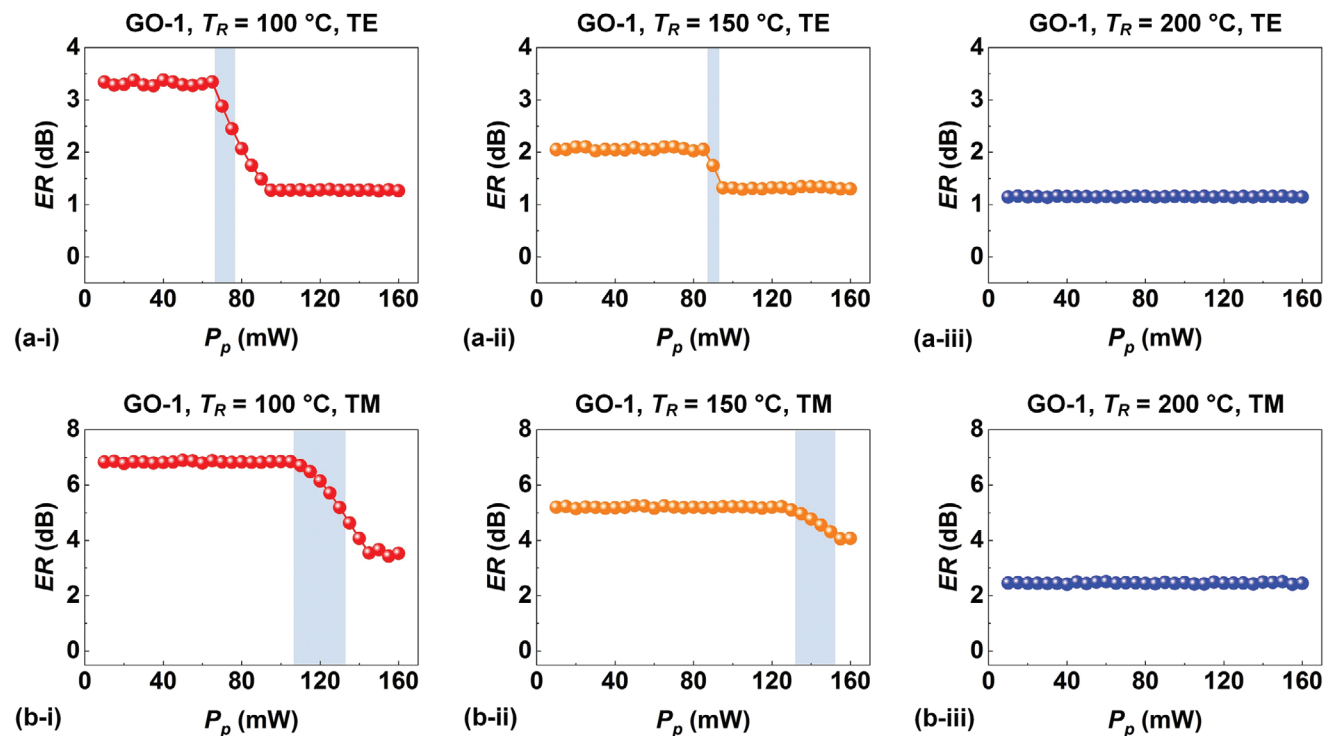 GO-1, T_R = 100 °C, TE
4
3
2
1
0
ER (dB)
0 40 80 120 160
(a-i) P_p (mW)
GO-1, T_R = 150 °C, TE
4
3
2
1
0
ER (dB)
0 40 80 120 160
(a-ii) P_p (mW)
GO-1, T_R = 200 °C, TE
4
3
2
1
0
ER (dB)
0 40 80 120 160
(a-iii) P_p (mW)
GO-1, T_R = 100 °C, TM
8
6
4
2
0
ER (dB)
0 40 80 120 160
(b-i) P_p (mW)
GO-1, T_R = 150 °C, TM
8
6
4
2
0
ER (dB)
0 40 80 120 160
(b-ii) P_p (mW)
GO-1, T_R = 200 °C, TM
8
6
4
2
0
ER (dB)
0 40 80 120 160
(b-iii) P_p (mW)